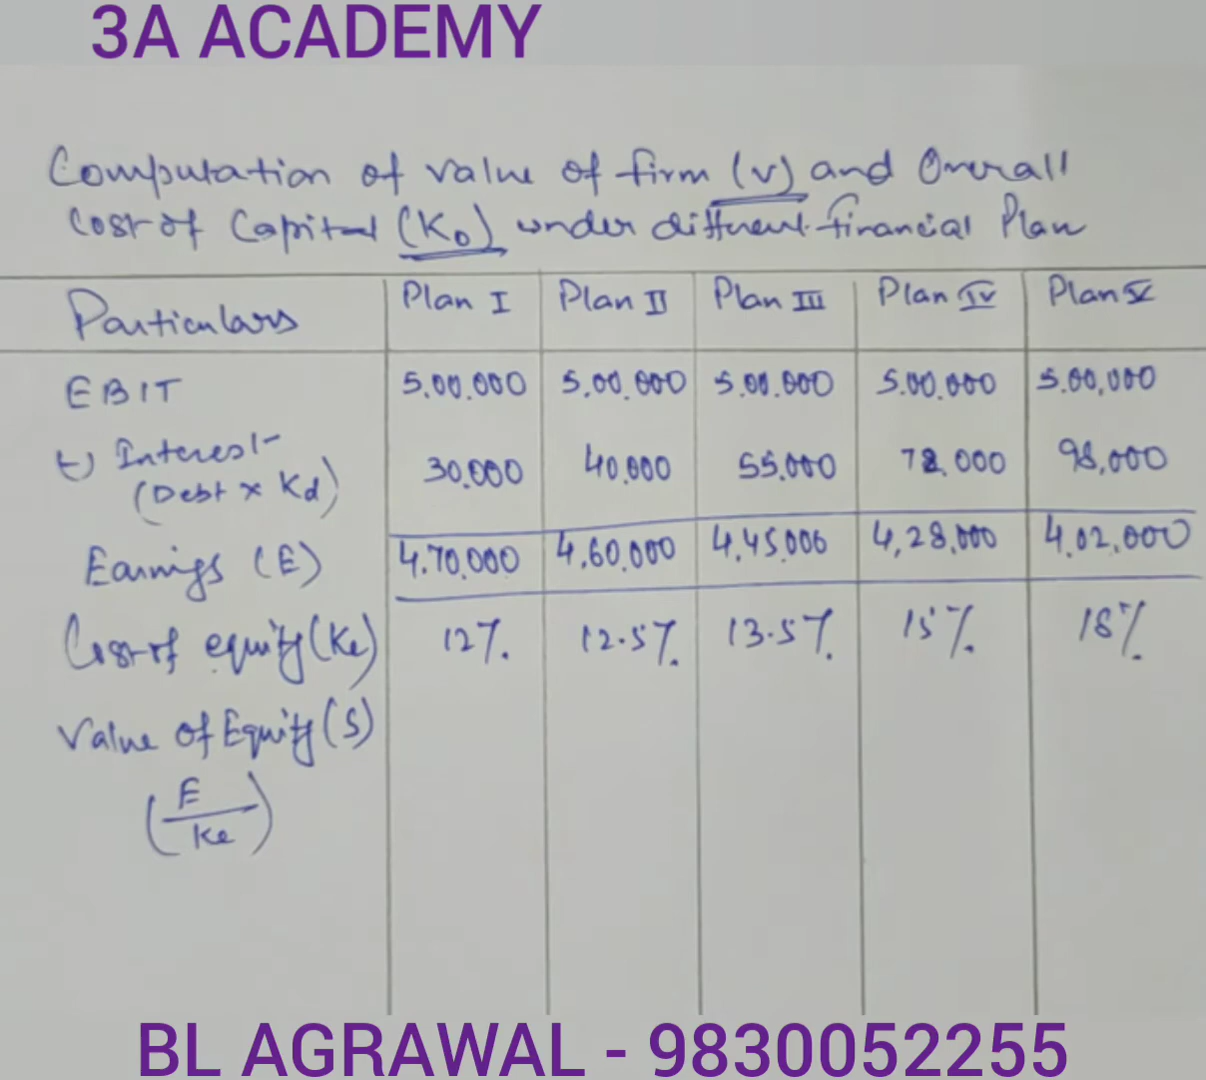 3A ACADEMY
Computation of value of firm (V) and Overall
Cost of Capital (Ko) under different financial Plan
Particulars Plan I Plan II Plan III Plan IV Plan V
EBIT 5,00,000 5,00,000 5,00,000 5,00,000 5,00,000
(-) Interest 30,000 40,000 55,000 72,000 98,000
(Debt × Kd)
Earnings (E) 4,70,000 4,60,000 4,45,000 4,28,000 4,02,000
Cost of equity (Ke) 12% 12.5% 13.5% 15% 18%
Value of Equity (S)
(E
Ke)
BL AGRAWAL - 9830052255